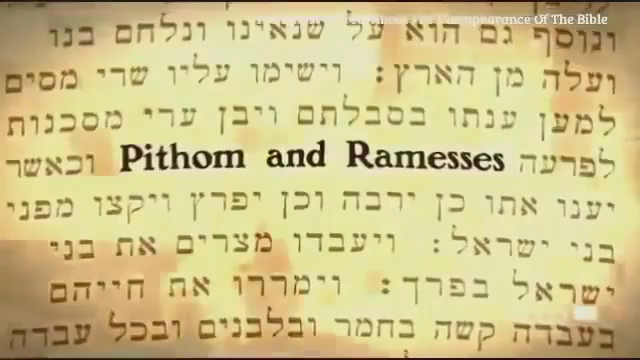 Disappearance Of The Bible
ונוסף גם הוא על שנאינו ונלחם בנו
ועלה מן הארץ: וישימו עליו שרי מסים
למען ענתו בסבלתם ויבן ערי מסכנות
לפרעה Pithom and Ramesses וכאשר
יענו אתו כן ירבה וכן יפרץ ויקצו מפני
בני ישראל: ויעבדו מצרים את בני
ישראל בפרך: וימררו את חייהם
בעבדה קשה בחמר ובלבנים ובכל עבדה